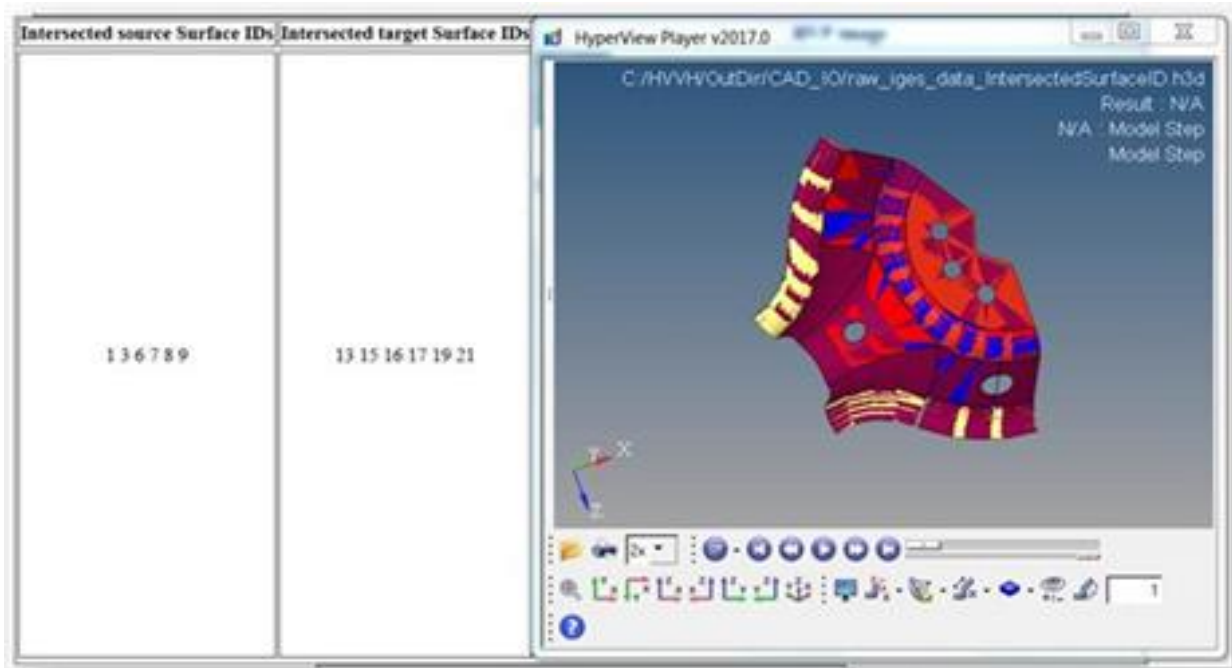 Intersected source Surface IDs
Intersected target Surface IDs
1 3 6 7 8 9
13 15 16 17 19 21
HyperView Player v2017.0
C:/HVVH/OutDir/CAD_IO/raw_iges_data_IntersectedSurfaceID.h3d
Result : N/A
N/A : Model Step
Model Step
X
Z
2x
1
?